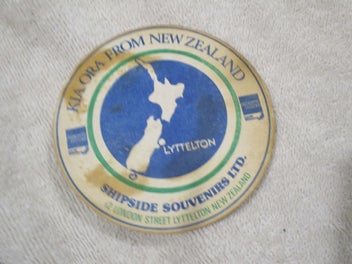 KIA ORA FROM NEW ZEALAND
LYTTELTON
SHIPSIDE SOUVENIRS LTD.
12 LONDON STREET LYTTELTON NEW ZEALAND